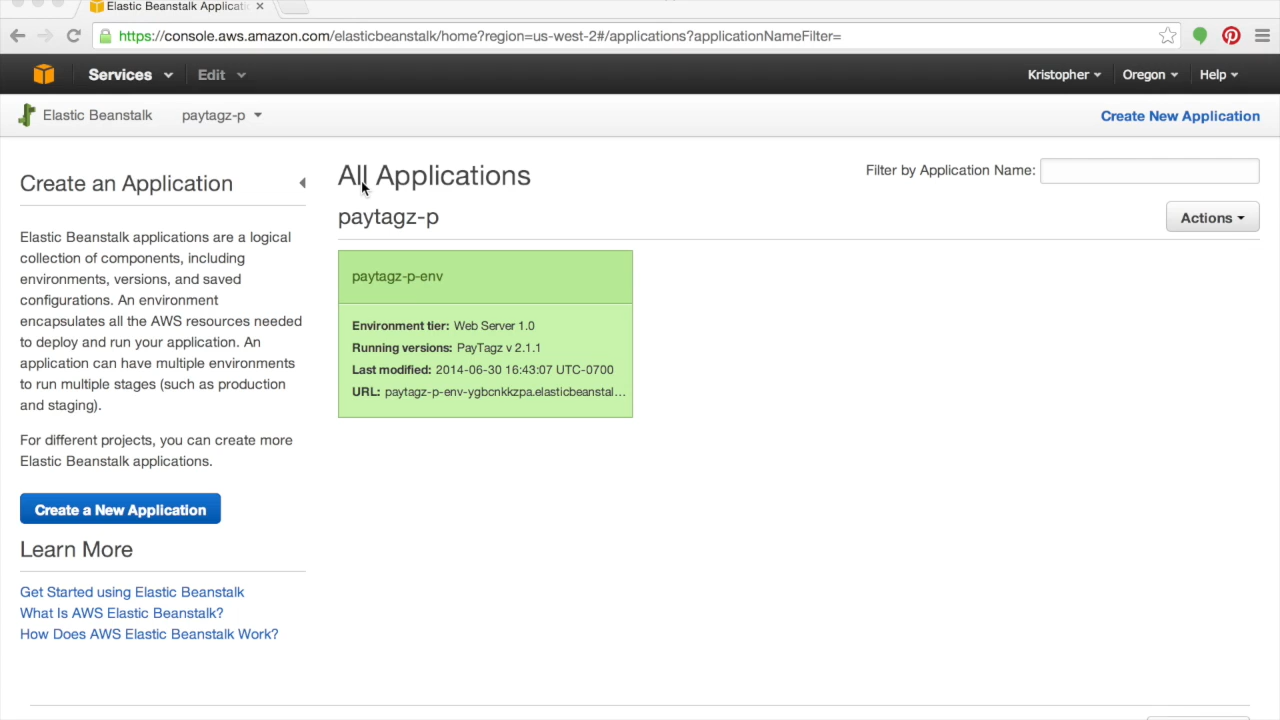 Elastic Beanstalk Applicati
https://console.aws.amazon.com/elasticbeanstalk/home?region=us-west-2#/applications?applicationNameFilter=
Services Edit Kristopher Oregon Help
Elastic Beanstalk paytagz-p Create New Application
Create an Application
Elastic Beanstalk applications are a logical
collection of components, including
environments, versions, and saved
configurations. An environment
encapsulates all the AWS resources needed
to deploy and run your application. An
application can have multiple environments
to run multiple stages (such as production
and staging).
For different projects, you can create more
Elastic Beanstalk applications.
Create a New Application
Learn More
Get Started using Elastic Beanstalk
What Is AWS Elastic Beanstalk?
How Does AWS Elastic Beanstalk Work?
All Applications
Filter by Application Name:
paytagz-p
Actions
paytagz-p-env
Environment tier: Web Server 1.0
Running versions: PayTagz v 2.1.1
Last modified: 2014-06-30 16:43:07 UTC-0700
URL: paytagz-p-env-ygbcnkkzpa.elasticbeanstal...